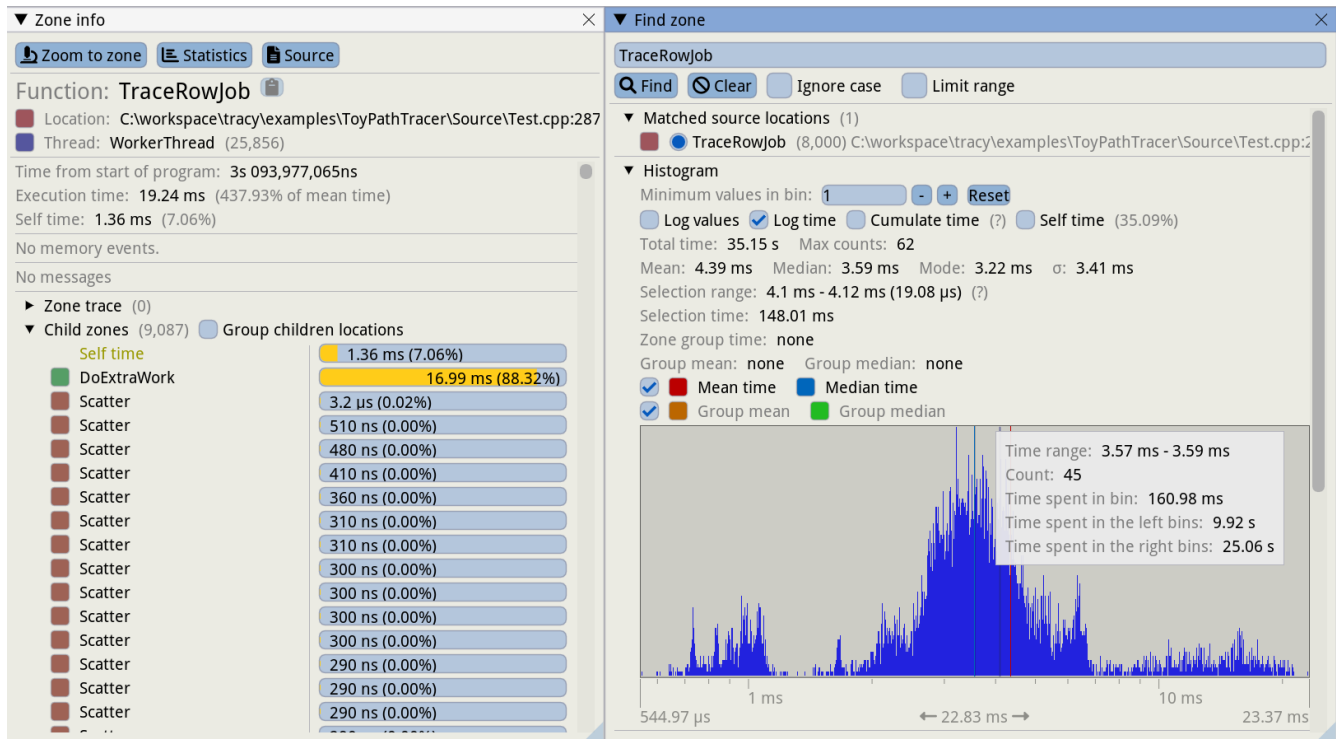 Zone info
Zoom to zone Statistics Source
Function: TraceRowJob
Location: C:\workspace\tracy\examples\ToyPathTracer\Source\Test.cpp:287
Thread: WorkerThread (25,856)
Time from start of program: 3s 093,977,065ns
Execution time: 19.24 ms (437.93% of mean time)
Self time: 1.36 ms (7.06%)
No memory events.
No messages
Zone trace (0)
Child zones (9,087) Group children locations
Self time 1.36 ms (7.06%)
DoExtraWork 16.99 ms (88.32%)
Scatter 3.2 µs (0.02%)
Scatter 510 ns (0.00%)
Scatter 480 ns (0.00%)
Scatter 410 ns (0.00%)
Scatter 360 ns (0.00%)
Scatter 310 ns (0.00%)
Scatter 310 ns (0.00%)
Scatter 300 ns (0.00%)
Scatter 300 ns (0.00%)
Scatter 300 ns (0.00%)
Scatter 300 ns (0.00%)
Scatter 290 ns (0.00%)
Scatter 290 ns (0.00%)
Scatter 290 ns (0.00%)
Find zone
TraceRowJob
Find Clear Ignore case Limit range
Matched source locations (1)
TraceRowJob (8,000) C:\workspace\tracy\examples\ToyPathTracer\Source\Test.cpp:2
Histogram
Minimum values in bin: 1 - + Reset
Log values Log time Cumulate time (?) Self time (35.09%)
Total time: 35.15 s Max counts: 62
Mean: 4.39 ms Median: 3.59 ms Mode: 3.22 ms σ: 3.41 ms
Selection range: 4.1 ms - 4.12 ms (19.08 µs) (?)
Selection time: 148.01 ms
Zone group time: none
Group mean: none Group median: none
Mean time Median time
Group mean Group median
Time range: 3.57 ms - 3.59 ms
Count: 45
Time spent in bin: 160.98 ms
Time spent in the left bins: 9.92 s
Time spent in the right bins: 25.06 s
1 ms 10 ms
544.97 µs 22.83 ms 23.37 ms